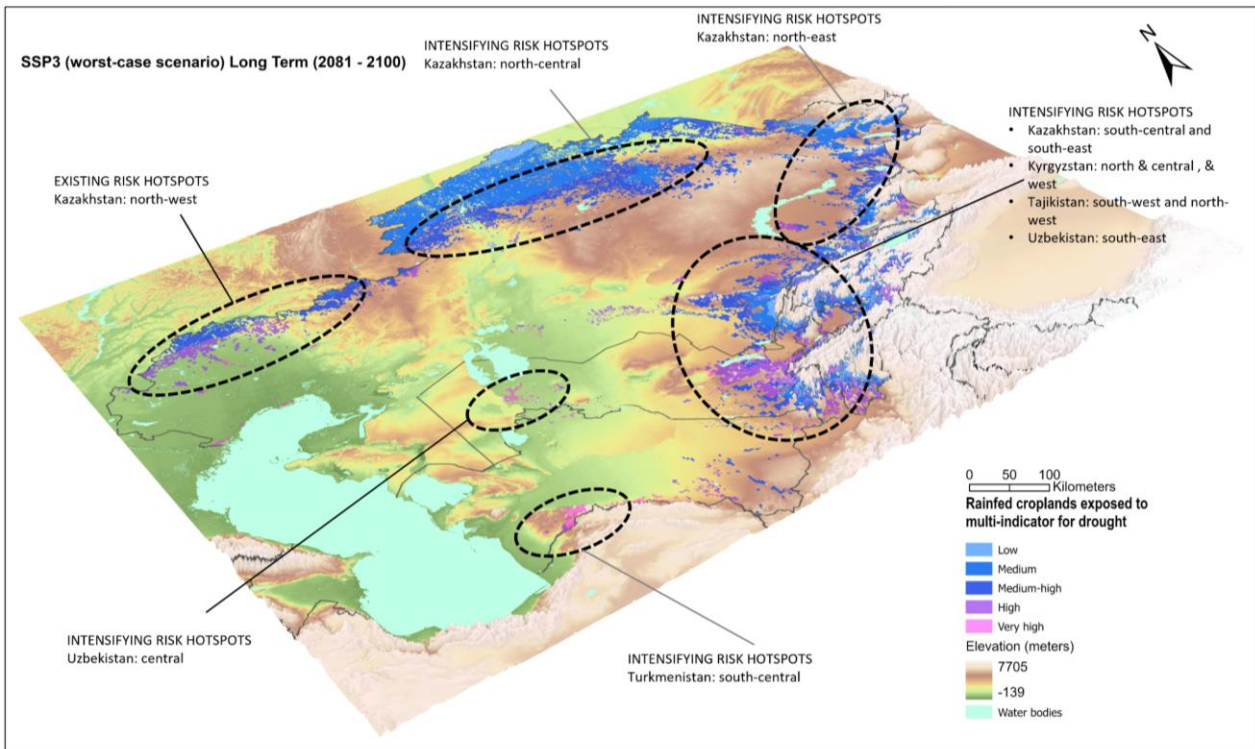 INTENSIFYING RISK HOTSPOTS
Kazakhstan: north-east
INTENSIFYING RISK HOTSPOTS
Kazakhstan: north-central
SSP3 (worst-case scenario) Long Term (2081 - 2100)
N
INTENSIFYING RISK HOTSPOTS
• Kazakhstan: south-central and
south-east
• Kyrgyzstan: north & central , &
west
• Tajikistan: south-west and north-
west
• Uzbekistan: south-east
EXISTING RISK HOTSPOTS
Kazakhstan: north-west
INTENSIFYING RISK HOTSPOTS
Uzbekistan: central
INTENSIFYING RISK HOTSPOTS
Turkmenistan: south-central
0 50 100
Kilometers
Rainfed croplands exposed to
multi-indicator for drought
Low
Medium
Medium-high
High
Very high
Elevation (meters)
7705
-139
Water bodies